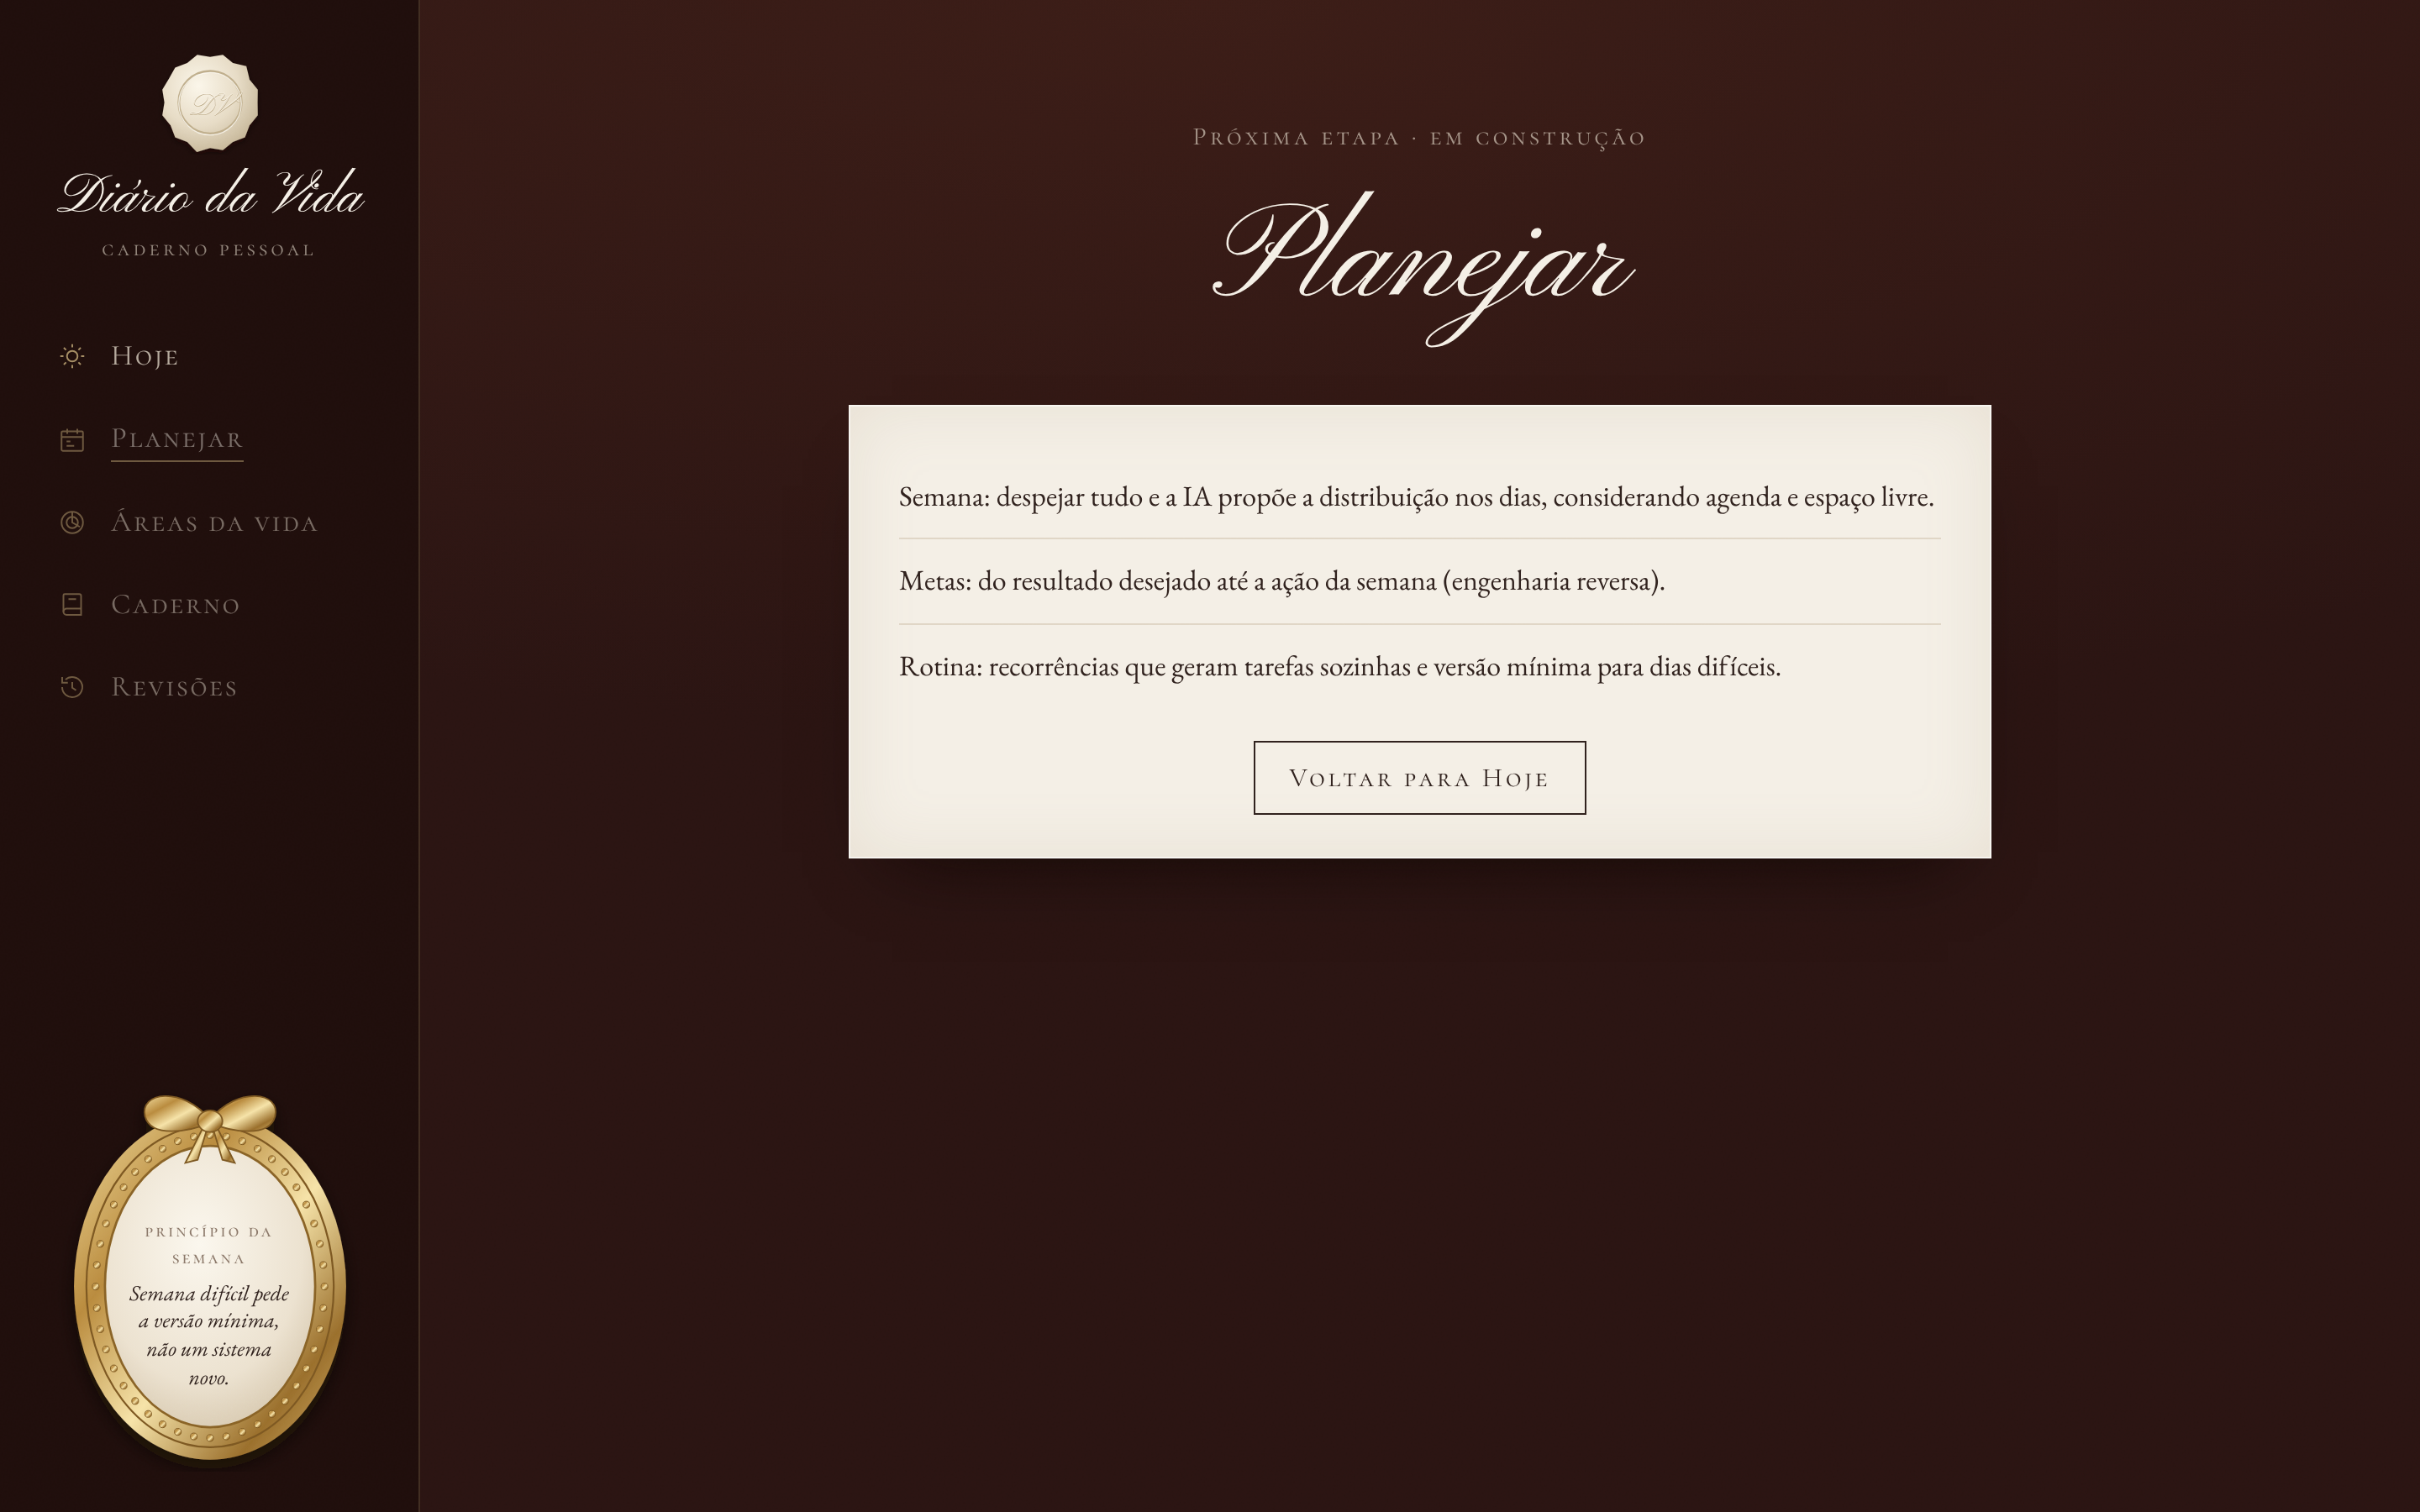 DV
Diário da Vida
CADERNO PESSOAL
HOJE
PLANEJAR
ÁREAS DA VIDA
CADERNO
REVISÕES
PRINCÍPIO DA
SEMANA
Semana difícil pede
a versão mínima,
não um sistema
novo.
PRÓXIMA ETAPA · EM CONSTRUÇÃO
Planejar
Semana: despejar tudo e a IA propõe a distribuição nos dias, considerando agenda e espaço livre.
Metas: do resultado desejado até a ação da semana (engenharia reversa).
Rotina: recorrências que geram tarefas sozinhas e versão mínima para dias difíceis.
VOLTAR PARA HOJE